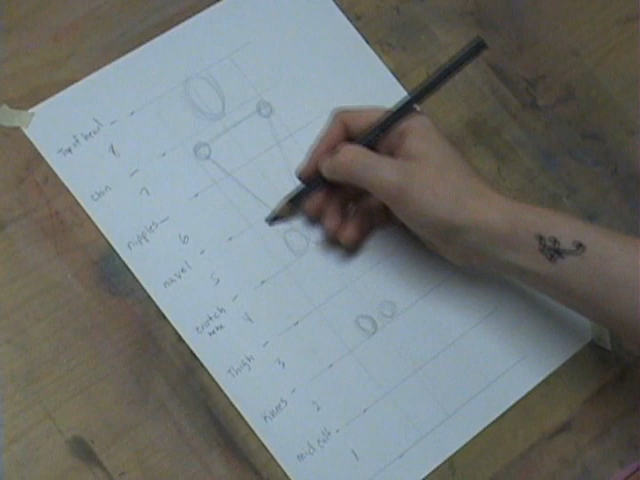 Top of head
8
chin
7
nipples
6
navel
5
crotch
4
Thigh
3
Knees
2
mid calf
1